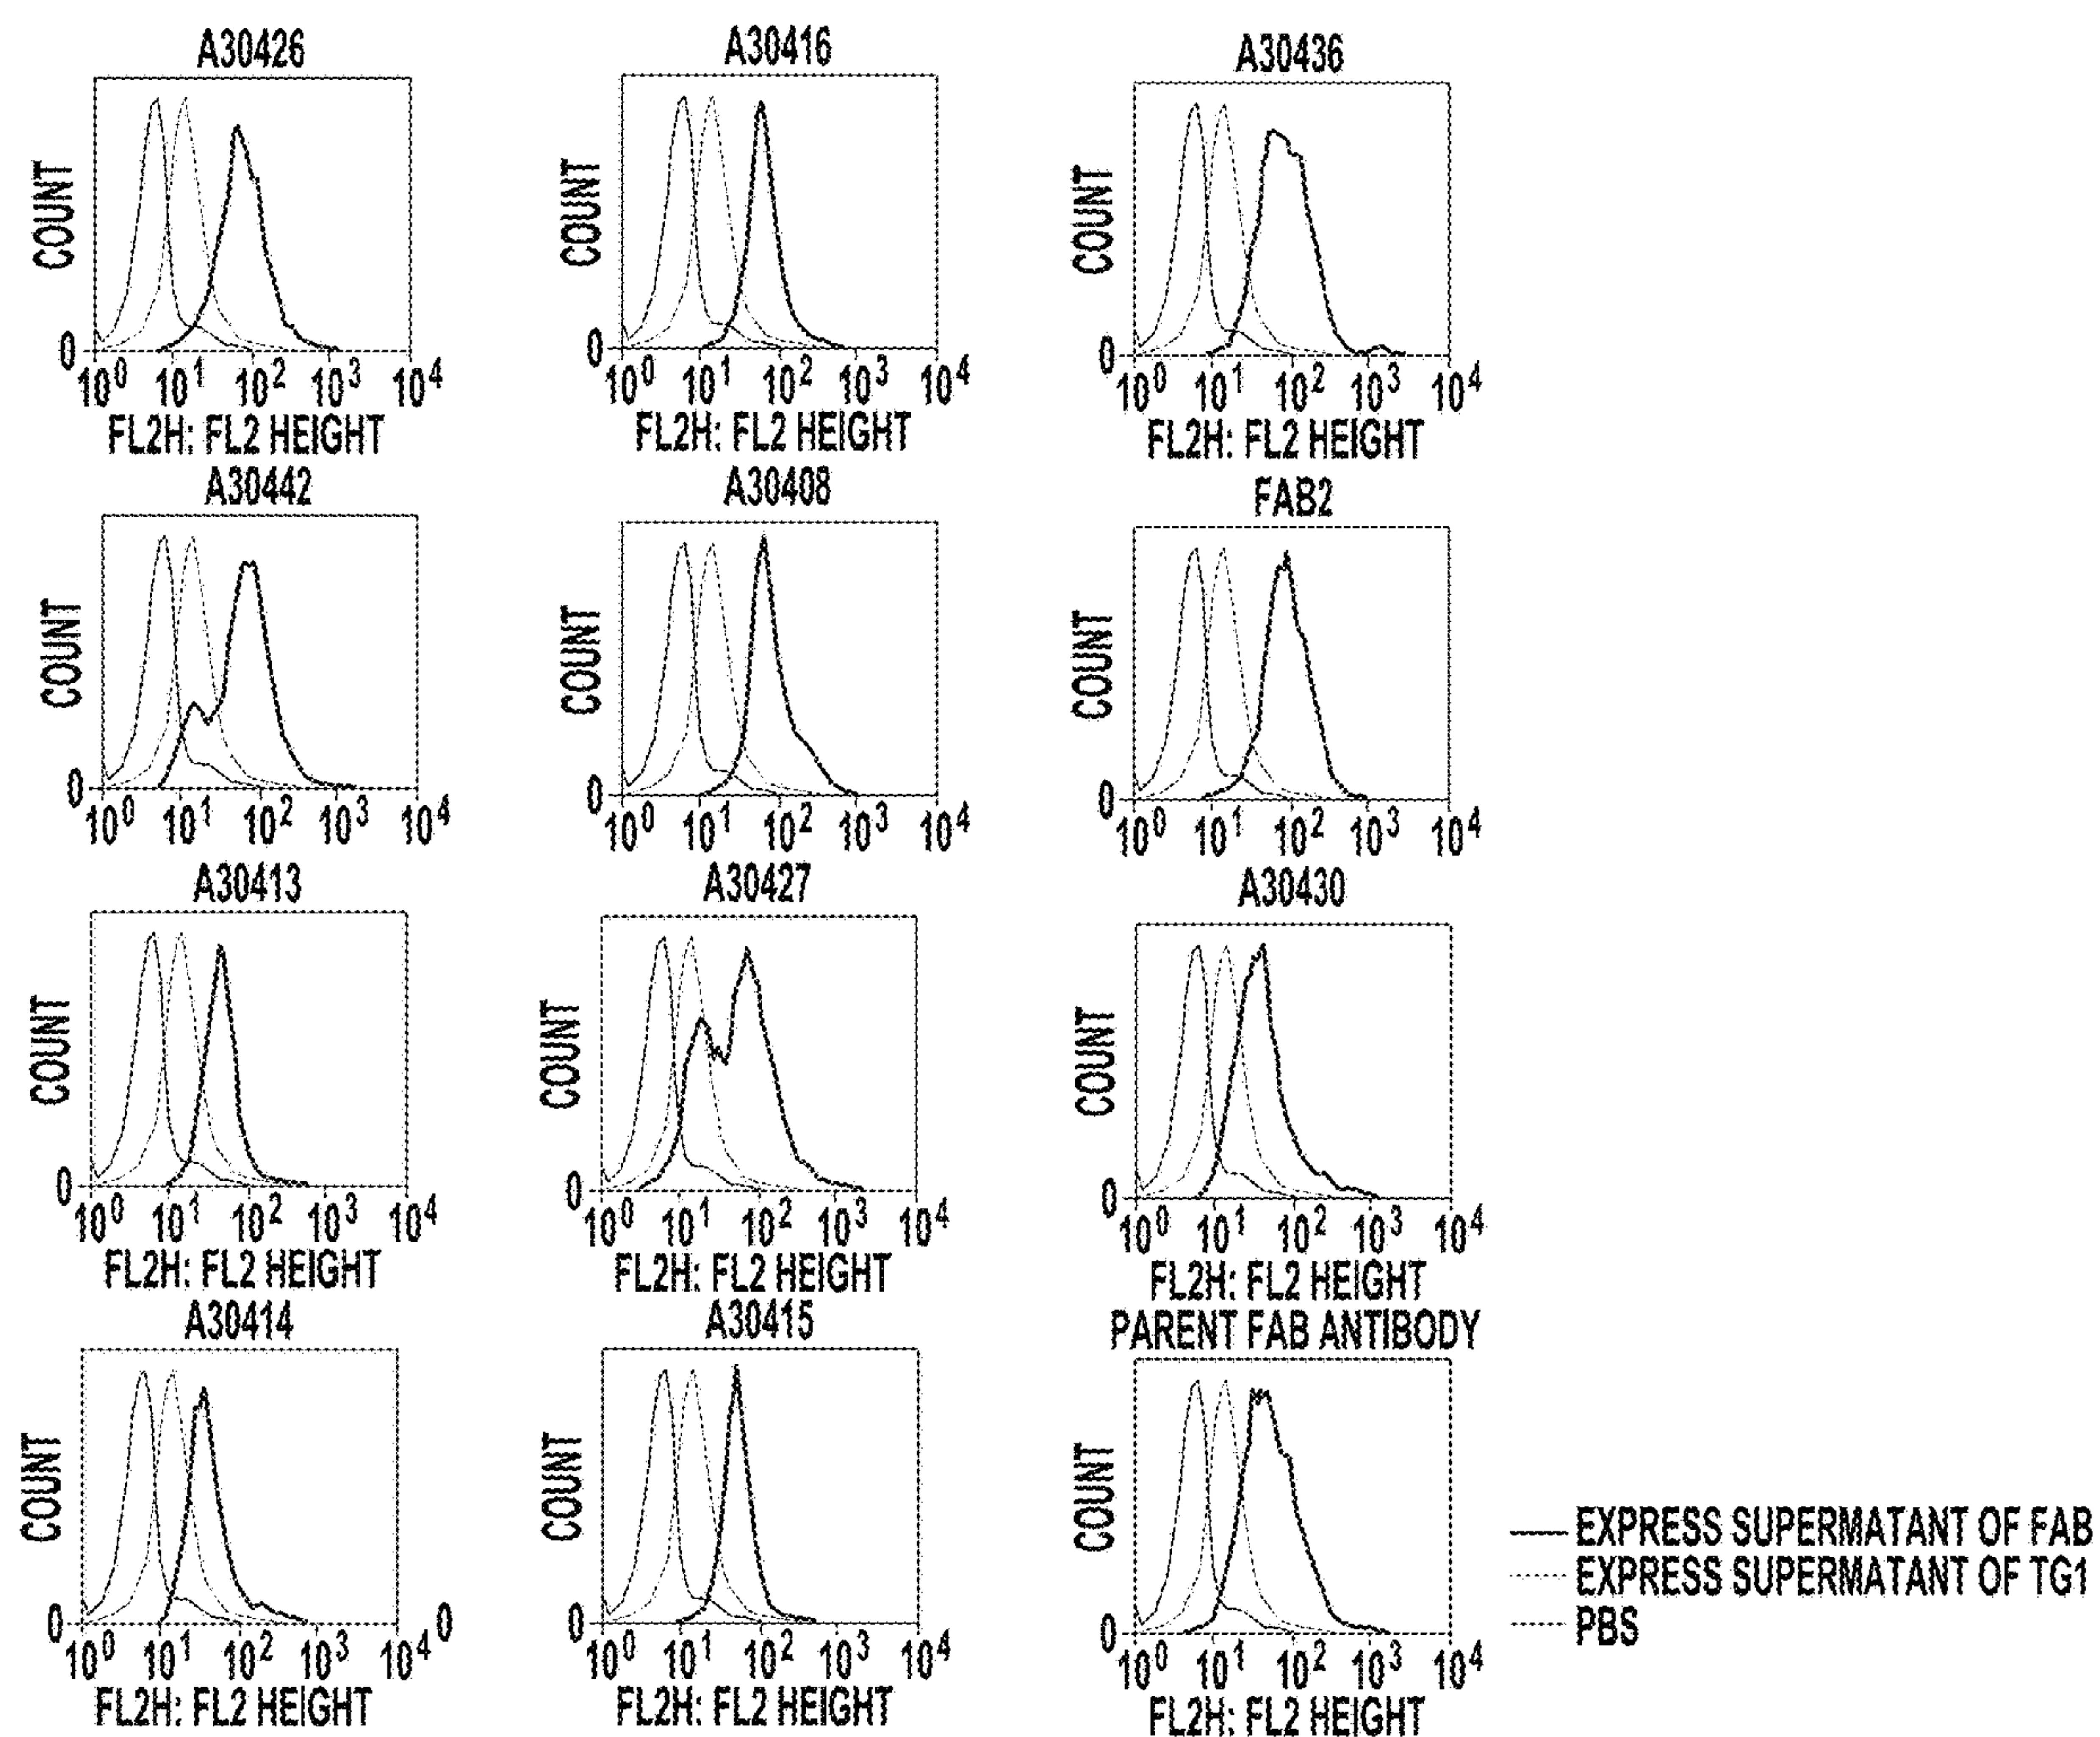 A30426 A30416 A30436
COUNT COUNT COUNT
0 0 0
10^0 10^1 10^2 10^3 10^4 10^0 10^1 10^2 10^3 10^4 10^0 10^1 10^2 10^3 10^4
FL2H: FL2 HEIGHT FL2H: FL2 HEIGHT FL2H: FL2 HEIGHT
A30442 A30408 FAB2
COUNT COUNT COUNT
0 0 0
10^0 10^1 10^2 10^3 10^4 10^0 10^1 10^2 10^3 10^4 10^0 10^1 10^2 10^3 10^4
A30413 A30427 A30430
COUNT COUNT COUNT
0 0 0
10^0 10^1 10^2 10^3 10^4 10^0 10^1 10^2 10^3 10^4 10^0 10^1 10^2 10^3 10^4
FL2H: FL2 HEIGHT FL2H: FL2 HEIGHT FL2H: FL2 HEIGHT
A30414 A30415 PARENT FAB ANTIBODY
COUNT COUNT COUNT
0 0 0 0
10^0 10^1 10^2 10^3 10^4 10^0 10^1 10^2 10^3 10^4 10^0 10^1 10^2 10^3 10^4
FL2H: FL2 HEIGHT FL2H: FL2 HEIGHT FL2H: FL2 HEIGHT
EXPRESS SUPERMATANT OF FAB
EXPRESS SUPERMATANT OF TG1
PBS